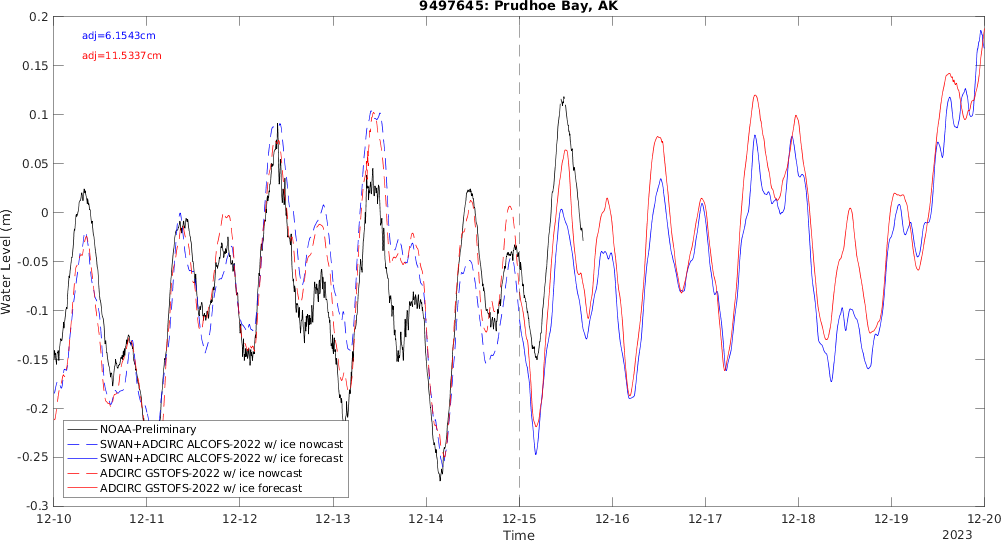 9497645: Prudhoe Bay, AK
0.2
adj=6.1543cm
adj=11.5337cm
0.15
0.1
0.05
0
-0.05
-0.1
-0.15
-0.2
-0.25
-0.3
Water Level (m)
NOAA-Preliminary
SWAN+ADCIRC ALCOFS-2022 w/ ice nowcast
SWAN+ADCIRC ALCOFS-2022 w/ ice forecast
ADCIRC GSTOFS-2022 w/ ice nowcast
ADCIRC GSTOFS-2022 w/ ice forecast
12-10 12-11 12-12 12-13 12-14 12-15 12-16 12-17 12-18 12-19 12-20
Time
2023